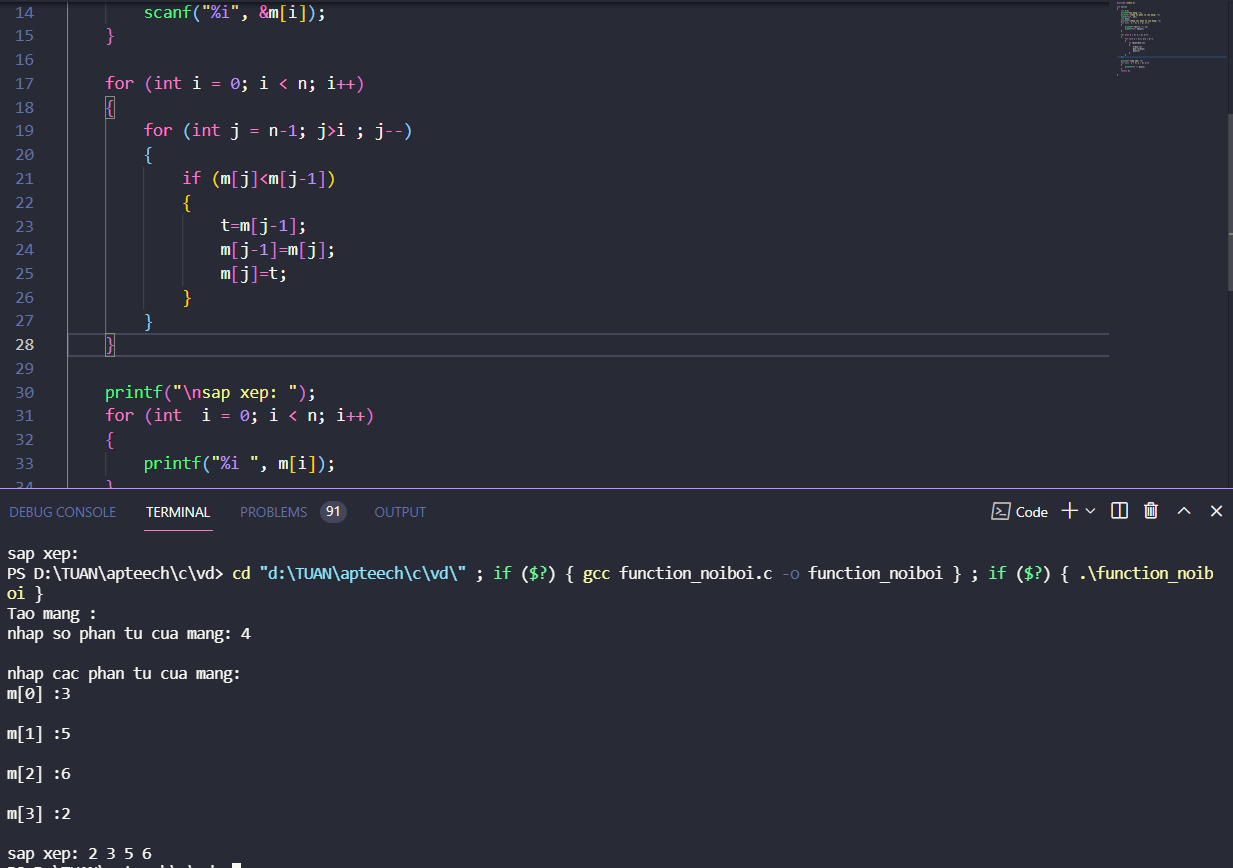 14 scanf("%i", &m[i]);
15 }
16
17 for (int i = 0; i < n; i++)
18 {
19 for (int j = n-1; j>i ; j--)
20 {
21 if (m[j]<m[j-1])
22 {
23 t=m[j-1];
24 m[j-1]=m[j];
25 m[j]=t;
26 }
27 }
28 }
29
30 printf("\nsap xep: ");
31 for (int  i = 0; i < n; i++)
32 {
33 printf("%i ", m[i]);
34 }
DEBUG CONSOLE TERMINAL PROBLEMS 91 OUTPUT Code
sap xep:
PS D:\TUAN\apteech\c\vd> cd "d:\TUAN\apteech\c\vd\" ; if ($?) { gcc function_noiboi.c -o function_noiboi } ; if ($?) { .\function_noib
oi }
Tao mang :
nhap so phan tu cua mang: 4
nhap cac phan tu cua mang:
m[0] :3
m[1] :5
m[2] :6
m[3] :2
sap xep: 2 3 5 6